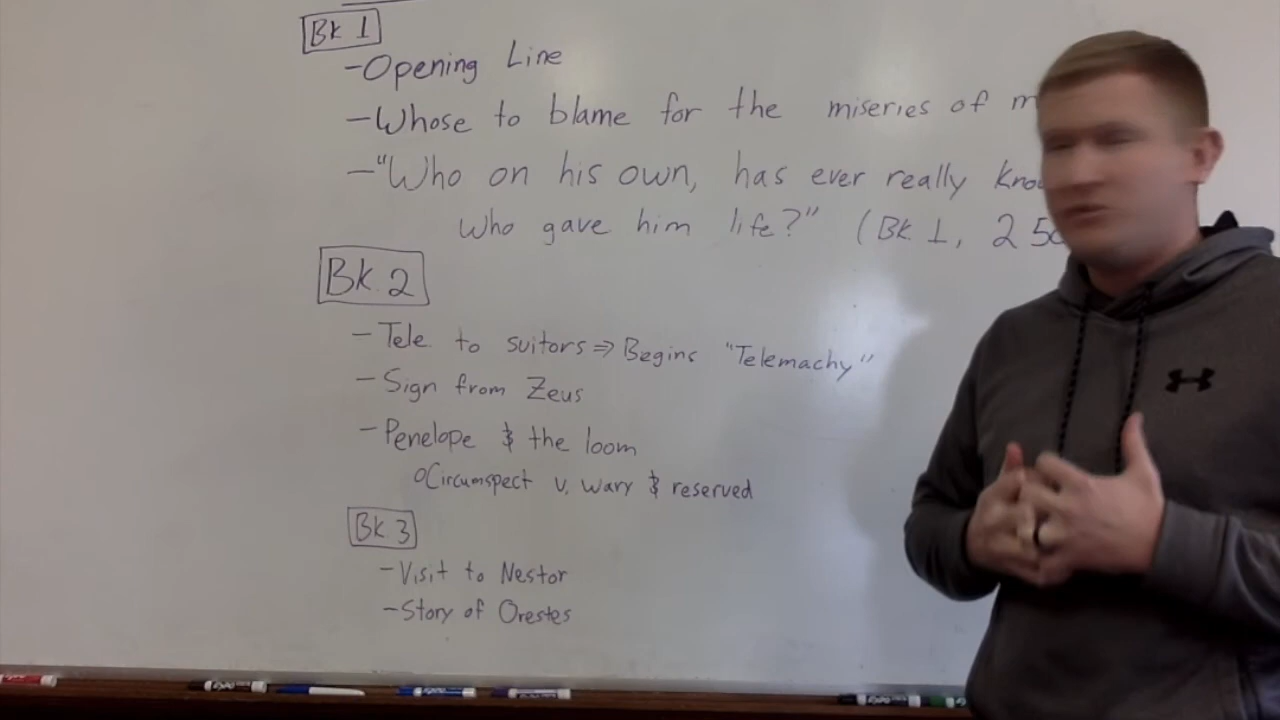 Bk 1
-Opening Line
-Whose to blame for the miseries of
-"Who on his own, has ever really
Who gave him life?" (Bk 1,
Bk. 2
-Tele. to suitors ⇒ Begins "Telemachy"
-Sign from Zeus
-Penelope & the loom
oCircumspect v. wary & reserved
Bk. 3
-Visit to Nestor
-Story of Orestes